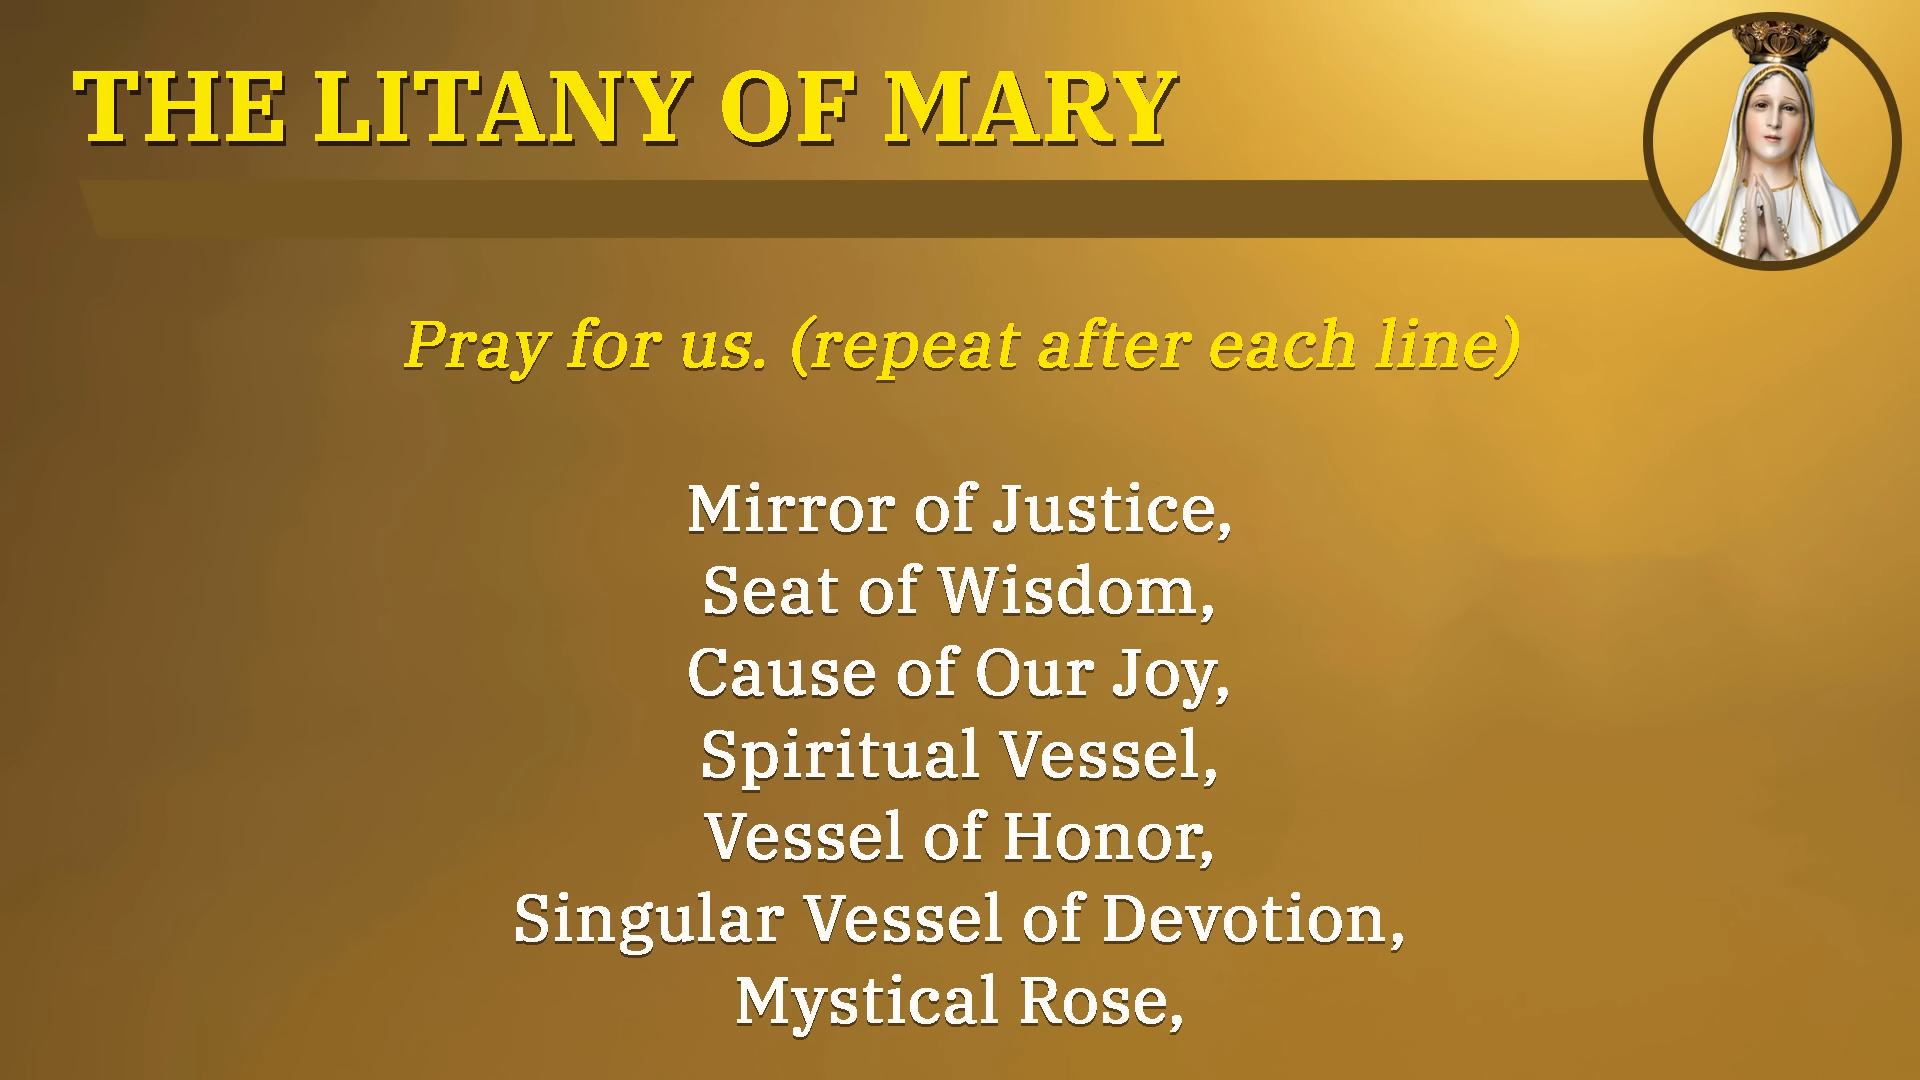 THE LITANY OF MARY
Pray for us. (repeat after each line)
Mirror of Justice,
Seat of Wisdom,
Cause of Our Joy,
Spiritual Vessel,
Vessel of Honor,
Singular Vessel of Devotion,
Mystical Rose,